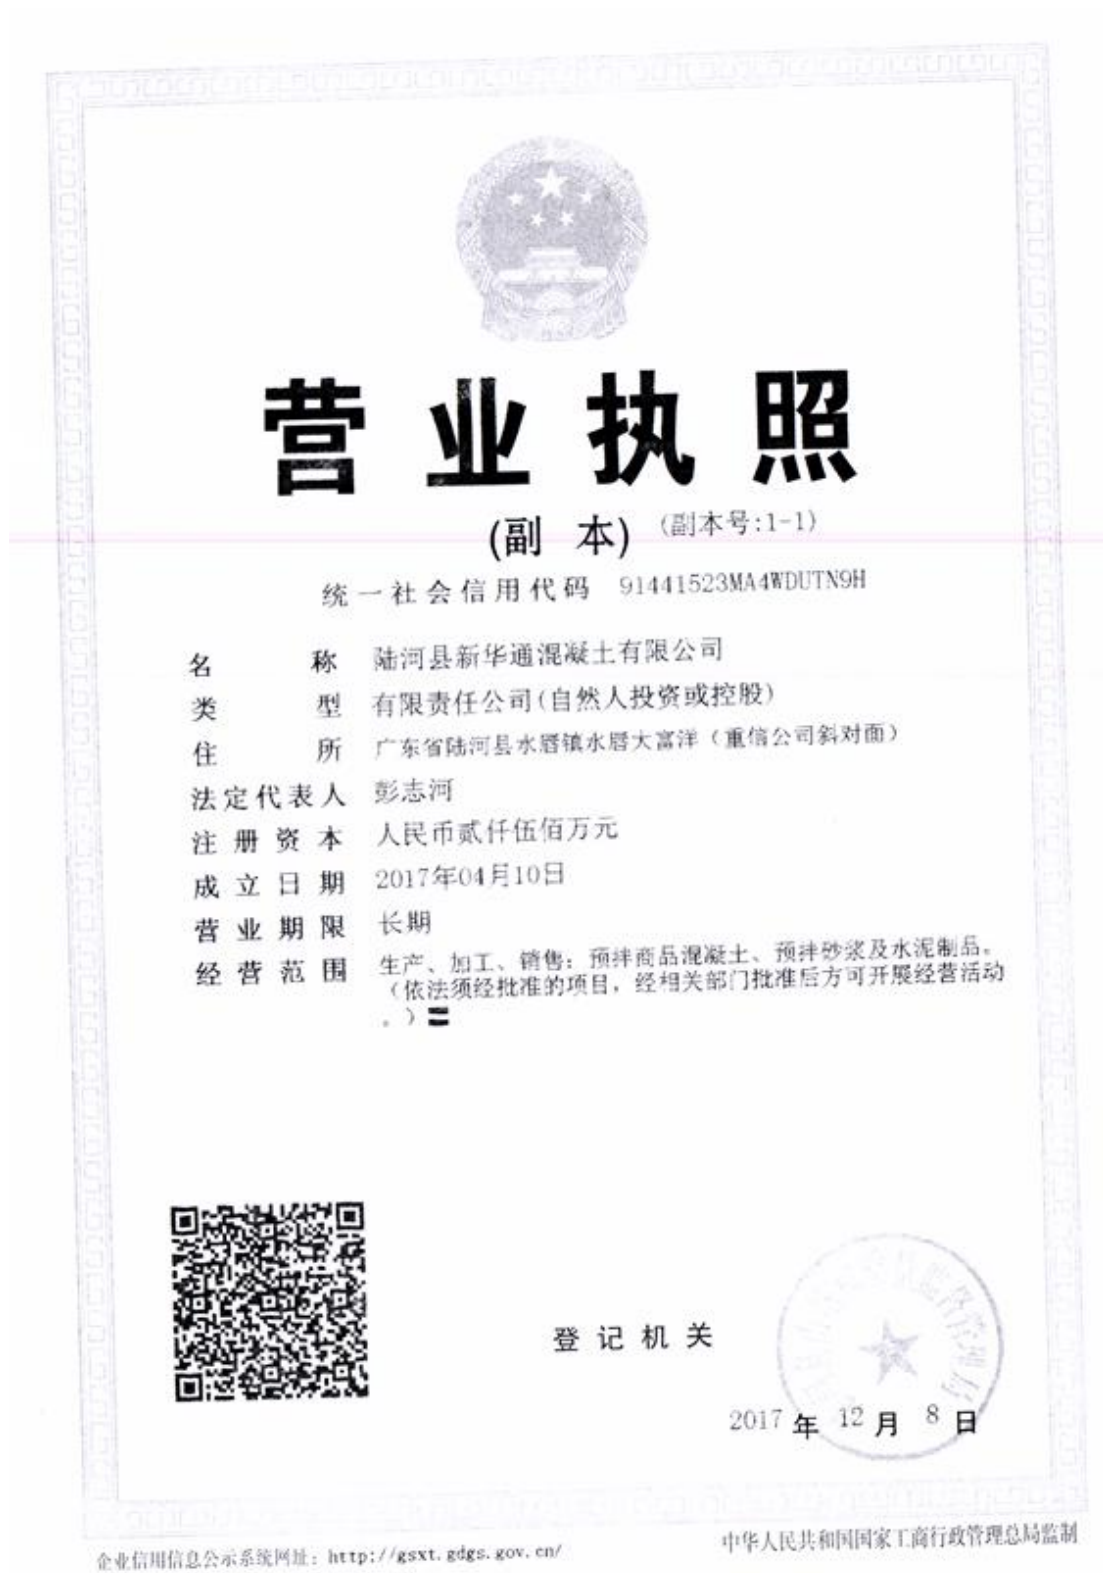 营业执照
(副 本) (副本号:1-1)
统一社会信用代码 91441523MA4WDUTN9H
名称 陆河县新华通混凝土有限公司
类型 有限责任公司(自然人投资或控股)
住所 广东省陆河县水唇镇水唇大富洋（重信公司斜对面）
法定代表人 彭志河
注册资本 人民币贰仟伍佰万元
成立日期 2017年04月10日
营业期限 长期
经营范围 生产、加工、销售：预拌商品混凝土、预拌砂浆及水泥制品。
（依法须经批准的项目，经相关部门批准后方可开展经营活动
。）
登记机关
2017 年 12 月 8 日
企业信用信息公示系统网址：http://gsxt.gdgs.gov.cn/
中华人民共和国国家工商行政管理总局监制